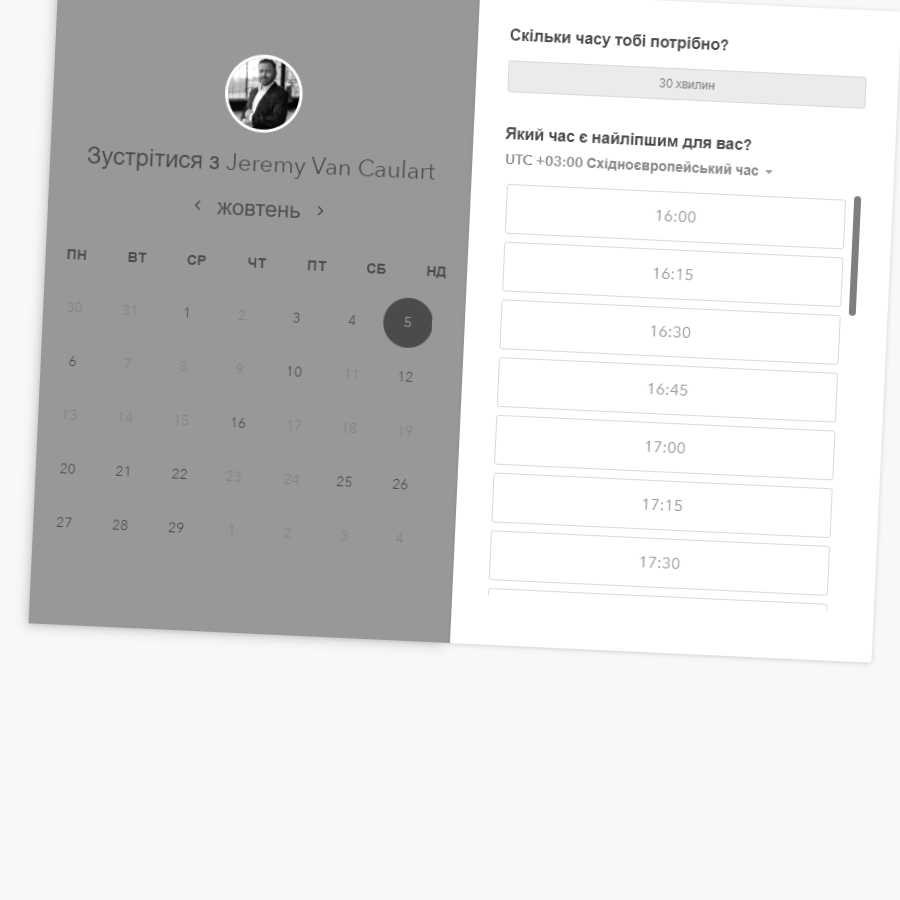 Зустрітися з Jeremy Van Caulart
жовтень
ПН ВТ СР ЧТ ПТ СБ НД
30 31 1 2 3 4 5
6 7 8 9 10 11 12
13 14 15 16 17 18 19
20 21 22 23 24 25 26
27 28 29 1 2 3 4
Скільки часу тобі потрібно?
30 хвилин
Який час є найліпшим для вас?
UTC +03:00 Східноєвропейський час
16:00
16:15
16:30
16:45
17:00
17:15
17:30